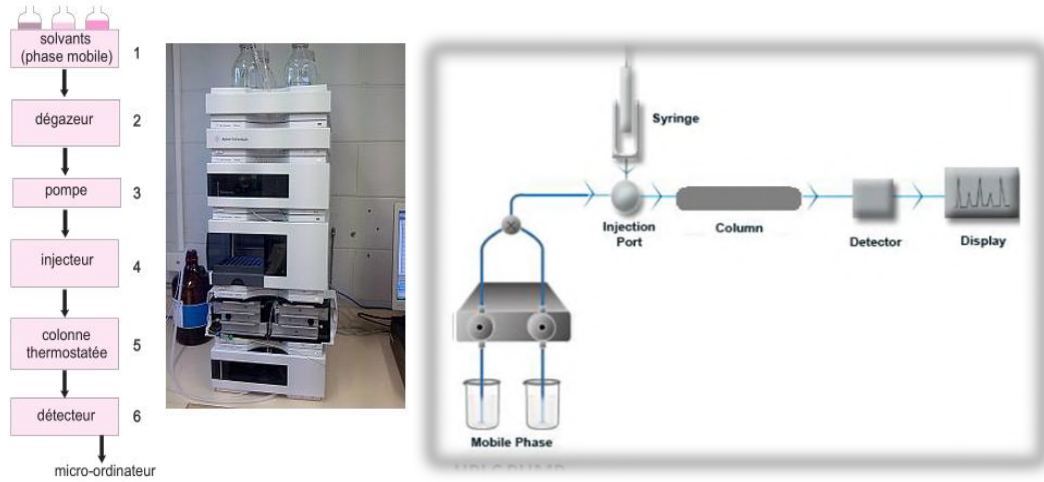 solvants
(phase mobile)
1
dégazeur
2
pompe
3
injecteur
4
colonne
thermostatée
5
détecteur
6
micro-ordinateur
Syringe
Injection
Port
Column
Detector
Display
Mobile Phase